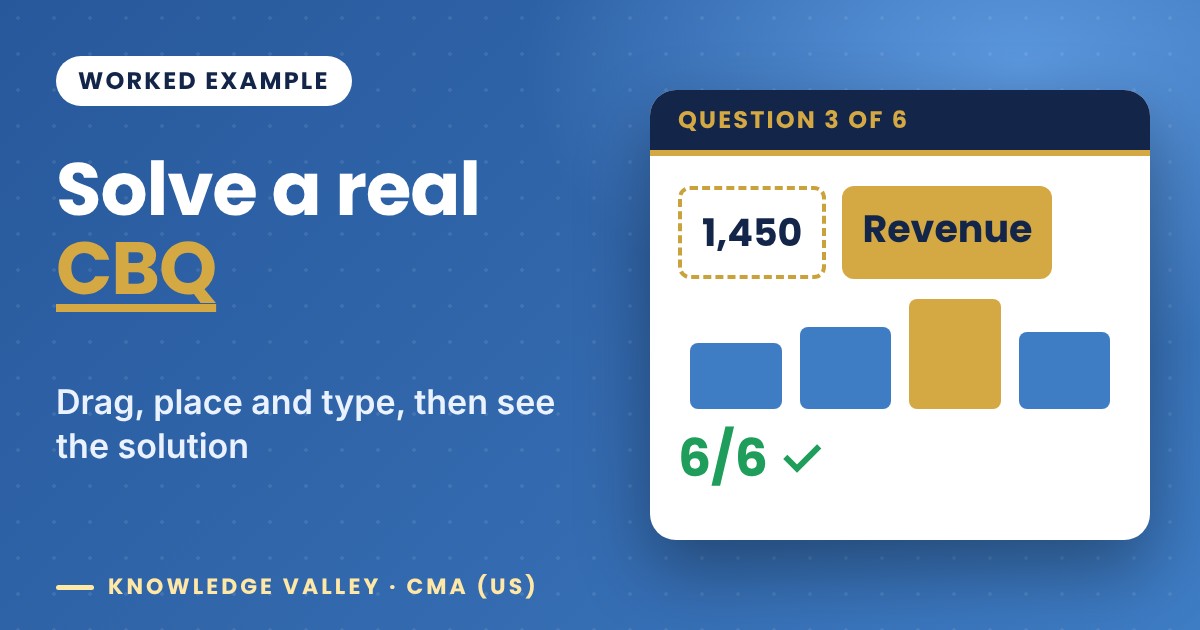 WORKED EXAMPLE
Solve a real
CBQ
Drag, place and type, then see
the solution
KNOWLEDGE VALLEY · CMA (US)
QUESTION 3 OF 6
1,450
Revenue
6/6 ✓